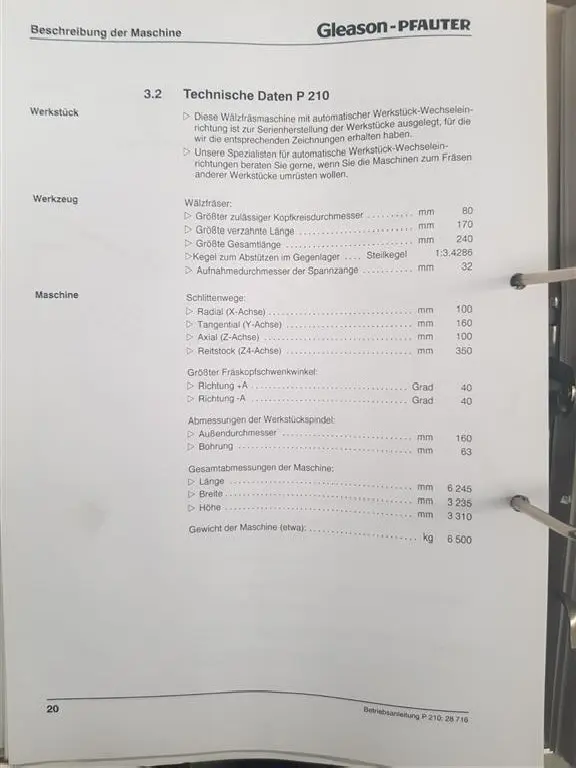 Beschreibung der Maschine
Gleason-PFAUTER
3.2 Technische Daten P 210
Werkstück
▷ Diese Wälzfräsmaschine mit automatischer Werkstück-Wechselein-
richtung ist zur Serienherstellung der Werkstücke ausgelegt, für die
wir die entsprechenden Zeichnungen erhalten haben.
▷ Unsere Spezialisten für automatische Werkstück-Wechselein-
richtungen beraten Sie gerne, wenn Sie die Maschinen zum Fräsen
anderer Werkstücke umrüsten wollen.
Werkzeug
Wälzfräser:
▷ Größter zulässiger Kopfkreisdurchmesser .......... mm 80
▷ Größte verzahnte Länge .......... mm 170
▷ Größte Gesamtlänge .......... mm 240
▷ Kegel zum Abstützen im Gegenlager .... Steilkegel 1:3.4286
▷ Aufnahmedurchmesser der Spannzange .......... mm 32
Maschine
Schlittenwege:
▷ Radial (X-Achse) .......... mm 100
▷ Tangential (Y-Achse) .......... mm 160
▷ Axial (Z-Achse) .......... mm 100
▷ Reitstock (Z4-Achse) .......... mm 350
Größter Fräskopfschwenkwinkel:
▷ Richtung +A .......... Grad 40
▷ Richtung -A .......... Grad 40
Abmessungen der Werkstückspindel:
▷ Außendurchmesser .......... mm 160
▷ Bohrung .......... mm 63
Gesamtabmessungen der Maschine:
▷ Länge .......... mm 6 245
▷ Breite .......... mm 3 235
▷ Höhe .......... mm 3 310
Gewicht der Maschine (etwa): .......... kg 6 500
20
Betriebsanleitung P 210; 28 716